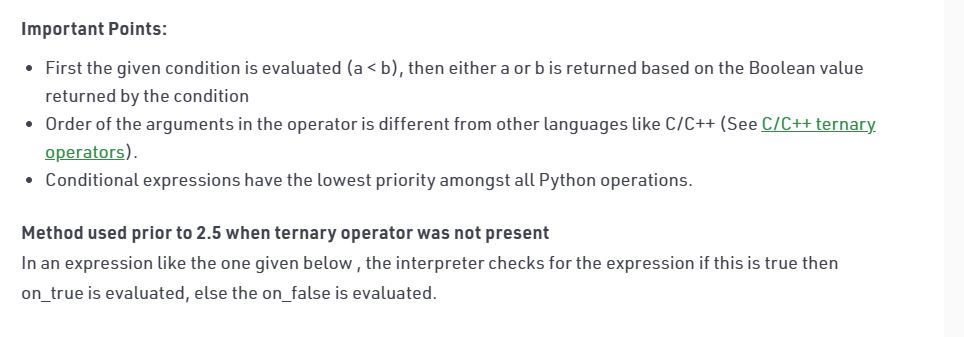 Important Points:
• First the given condition is evaluated (a < b), then either a or b is returned based on the Boolean value
returned by the condition
• Order of the arguments in the operator is different from other languages like C/C++ (See C/C++ ternary
operators).
• Conditional expressions have the lowest priority amongst all Python operations.
Method used prior to 2.5 when ternary operator was not present
In an expression like the one given below , the interpreter checks for the expression if this is true then
on_true is evaluated, else the on_false is evaluated.